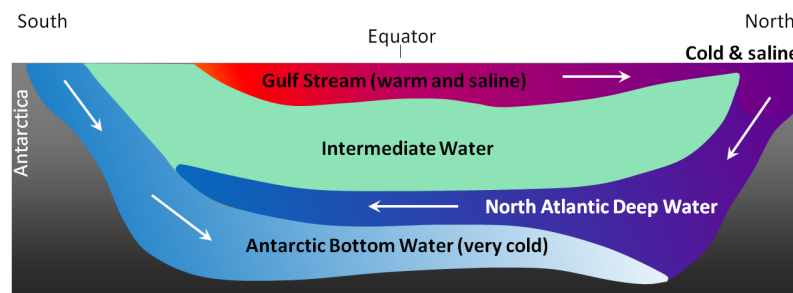 South
North
Equator
Cold & saline
Gulf Stream (warm and saline)
Antarctica
Intermediate Water
North Atlantic Deep Water
Antarctic Bottom Water (very cold)